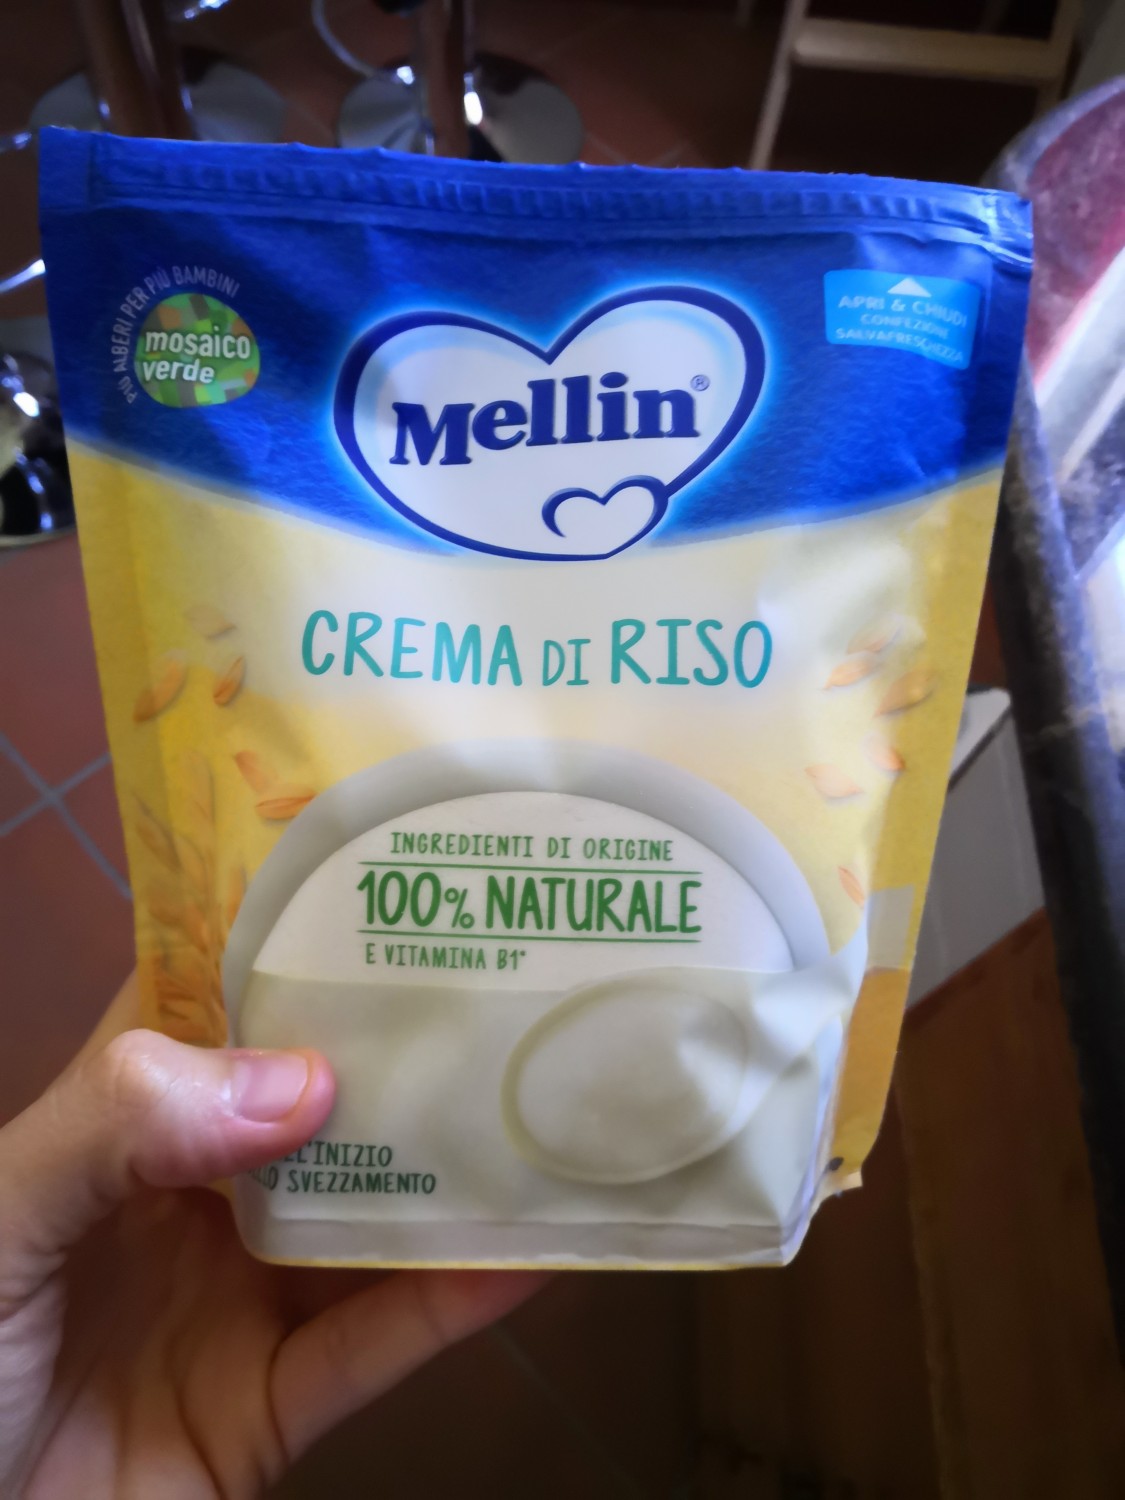 PIÙ ALBERI PER PIÙ BAMBINI
mosaico
verde
APRI & CHIUDI
CONFEZIONE
SALVAFRESCHEZZA
Mellin®
CREMA DI RISO
INGREDIENTI DI ORIGINE
100% NATURALE
E VITAMINA B1*
L'INIZIO
SVEZZAMENTO